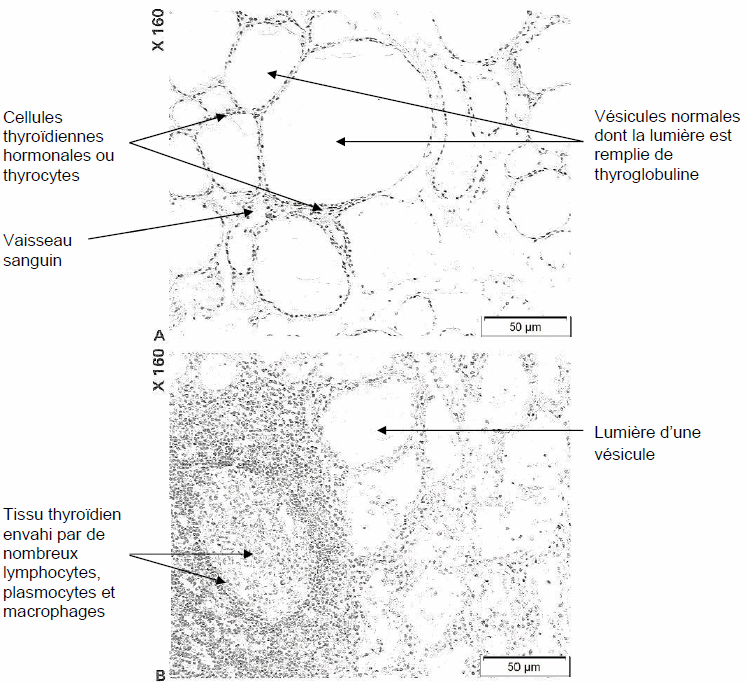 X 160
Cellules
thyroïdiennes
hormonales ou
thyrocytes
Vésicules normales
dont la lumière est
remplie de
thyroglobuline
Vaisseau
sanguin
50 µm
A
X 160
Lumière d'une
vésicule
Tissu thyroïdien
envahi par de
nombreux
lymphocytes,
plasmocytes et
macrophages
50 µm
B